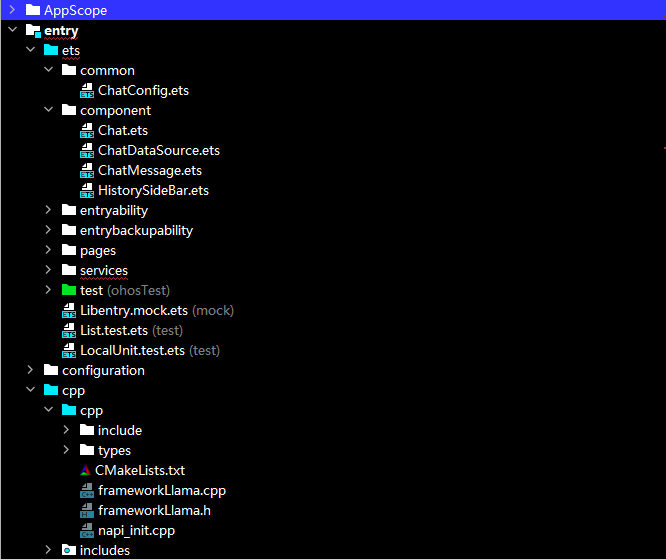 AppScope
entry
ets
common
ChatConfig.ets
component
Chat.ets
ChatDataSource.ets
ChatMessage.ets
HistorySideBar.ets
entryability
entrybackupability
pages
services
test (ohosTest)
Libentry.mock.ets (mock)
List.test.ets (test)
LocalUnit.test.ets (test)
configuration
cpp
cpp
include
types
CMakeLists.txt
frameworkLlama.cpp
frameworkLlama.h
napi_init.cpp
includes